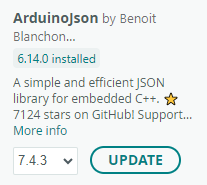 ArduinoJson by Benoit
Blanchon...
6.14.0 installed
A simple and efficient JSON
library for embedded C++. ⭐
7124 stars on GitHub! Support...
More info
7.4.3 UPDATE